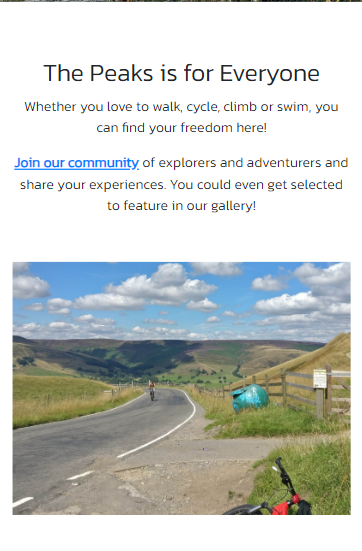 The Peaks is for Everyone
Whether you love to walk, cycle, climb or swim, you
can find your freedom here!
Join our community of explorers and adventurers and
share your experiences. You could even get selected
to feature in our gallery!